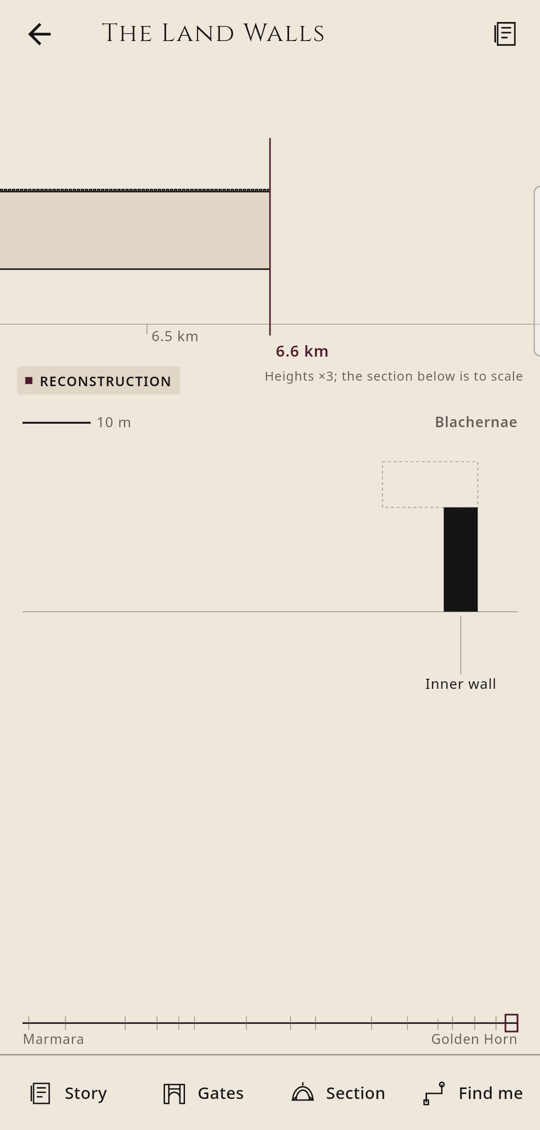 The Land Walls
6.5 km
6.6 km
RECONSTRUCTION
Heights ×3; the section below is to scale
10 m
Blachernae
Inner wall
Marmara
Golden Horn
Story
Gates
Section
Find me